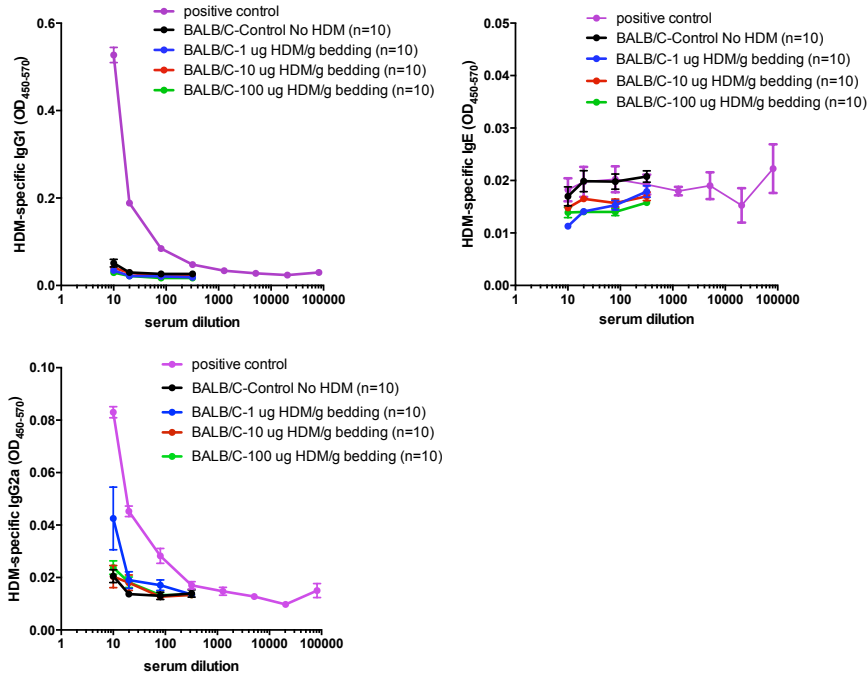 positive control
BALB/C-Control No HDM (n=10)
BALB/C-1 ug HDM/g bedding (n=10)
BALB/C-10 ug HDM/g bedding (n=10)
BALB/C-100 ug HDM/g bedding (n=10)
HDM-specific IgG1 (OD450-570)
0.6
0.4
0.2
0.0
1 10 100 1000 10000 100000
serum dilution
positive control
BALB/C-Control No HDM (n=10)
BALB/C-1 ug HDM/g bedding (n=10)
BALB/C-10 ug HDM/g bedding (n=10)
BALB/C-100 ug HDM/g bedding (n=10)
HDM-specific IgE (OD450-570)
0.05
0.04
0.03
0.02
0.01
0.00
1 10 100 1000 10000 100000
serum dilution
positive control
BALB/C-Control No HDM (n=10)
BALB/C-1 ug HDM/g bedding (n=10)
BALB/C-10 ug HDM/g bedding (n=10)
BALB/C-100 ug HDM/g bedding (n=10)
HDM-specific IgG2a (OD450-570)
0.10
0.08
0.06
0.04
0.02
0.00
1 10 100 1000 10000 100000
serum dilution